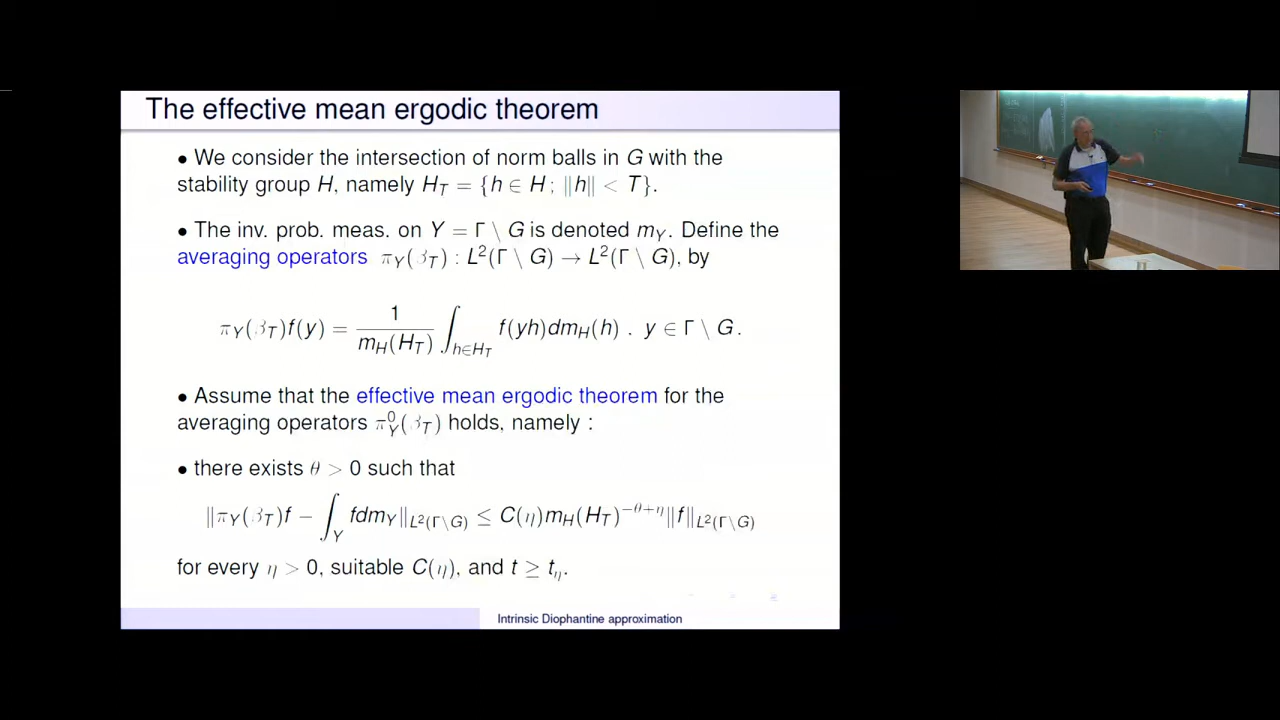 The effective mean ergodic theorem
• We consider the intersection of norm balls in G with the
stability group H, namely H_T = {h ∈ H ; ‖h‖ < T}.
• The inv. prob. meas. on Y = Γ \ G is denoted m_Y. Define the
averaging operators π_Y(β_T) : L²(Γ \ G) → L²(Γ \ G), by
π_Y(β_T)f(y) = 1/m_H(H_T) ∫_{h∈H_T} f(yh)dm_H(h) . y ∈ Γ \ G .
• Assume that the effective mean ergodic theorem for the
averaging operators π_Y^0(β_T) holds, namely :
• there exists θ > 0 such that
‖π_Y(β_T)f − ∫_Y fdm_Y‖_{L²(Γ\G)} ≤ C(η)m_H(H_T)^{−θ+η}‖f‖_{L²(Γ\G)}
for every η > 0, suitable C(η), and t ≥ t_η.
Intrinsic Diophantine approximation